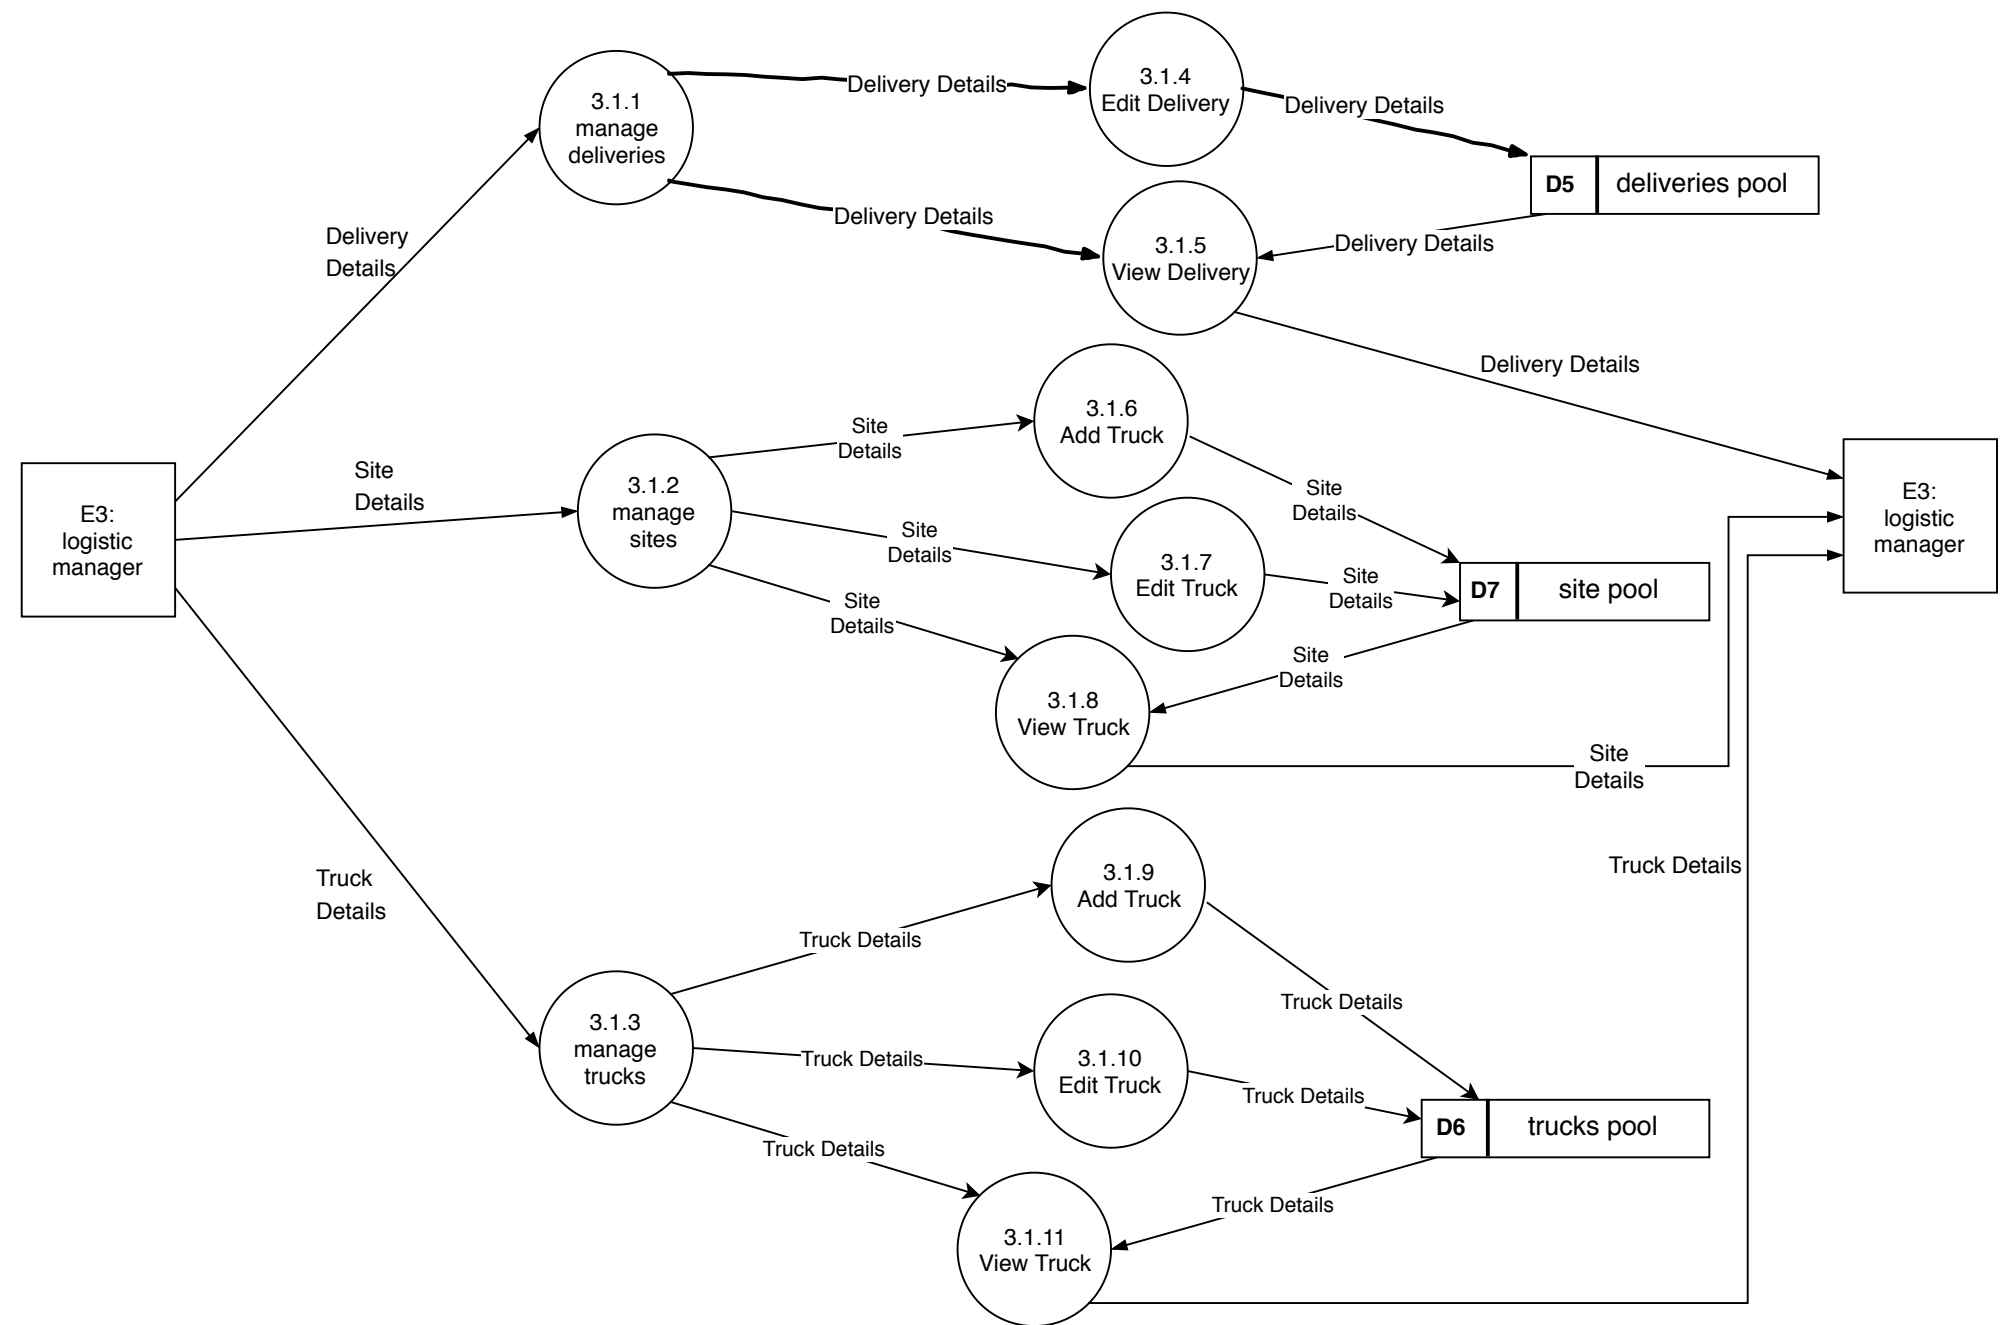 3.1.1
manage
deliveries
Delivery Details
3.1.4
Edit Delivery
Delivery Details
D5
deliveries pool
Delivery
Details
Delivery Details
3.1.5
View Delivery
Delivery Details
Delivery Details
E3:
logistic
manager
Site
Details
3.1.2
manage
sites
Site
Details
3.1.6
Add Truck
Site
Details
Site
Details
3.1.7
Edit Truck
Site
Details
D7
site pool
Site
Details
3.1.8
View Truck
Site
Details
Site
Details
E3:
logistic
manager
Truck
Details
3.1.3
manage
trucks
Truck Details
3.1.9
Add Truck
Truck Details
Truck Details
Truck Details
3.1.10
Edit Truck
Truck Details
D6
trucks pool
Truck Details
3.1.11
View Truck
Truck Details